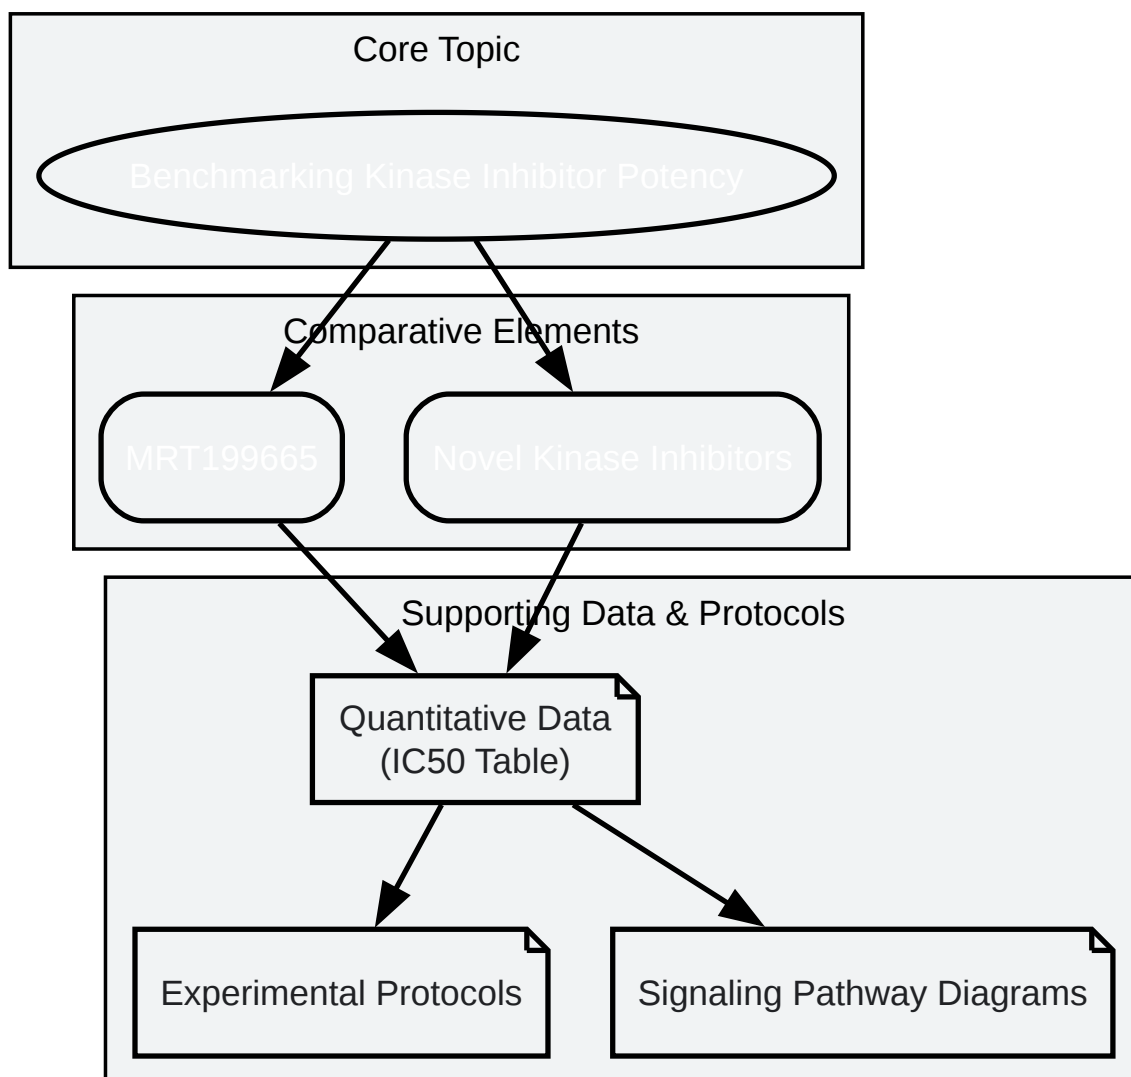 Core Topic
Benchmarking Kinase Inhibitor Potency
Comparative Elements
MRT199665
Novel Kinase Inhibitors
Supporting Data & Protocols
Quantitative Data
(IC50 Table)
Experimental Protocols
Signaling Pathway Diagrams